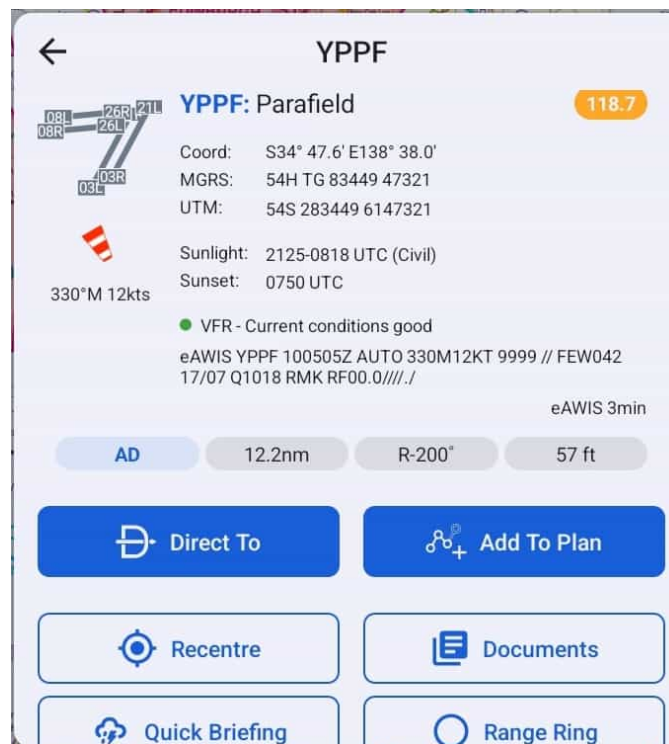 YPPF
08L
26R
21L
08R
26L
03R
03L
YPPF: Parafield
118.7
Coord: S34° 47.6' E138° 38.0'
MGRS: 54H TG 83449 47321
UTM: 54S 283449 6147321
Sunlight: 2125-0818 UTC (Civil)
Sunset: 0750 UTC
330°M 12kts
VFR - Current conditions good
eAWIS YPPF 100505Z AUTO 330M12KT 9999 // FEW042
17/07 Q1018 RMK RF00.0////./
eAWIS 3min
AD 12.2nm R-200° 57 ft
Direct To
Add To Plan
Recentre
Documents
Quick Briefing
Range Ring